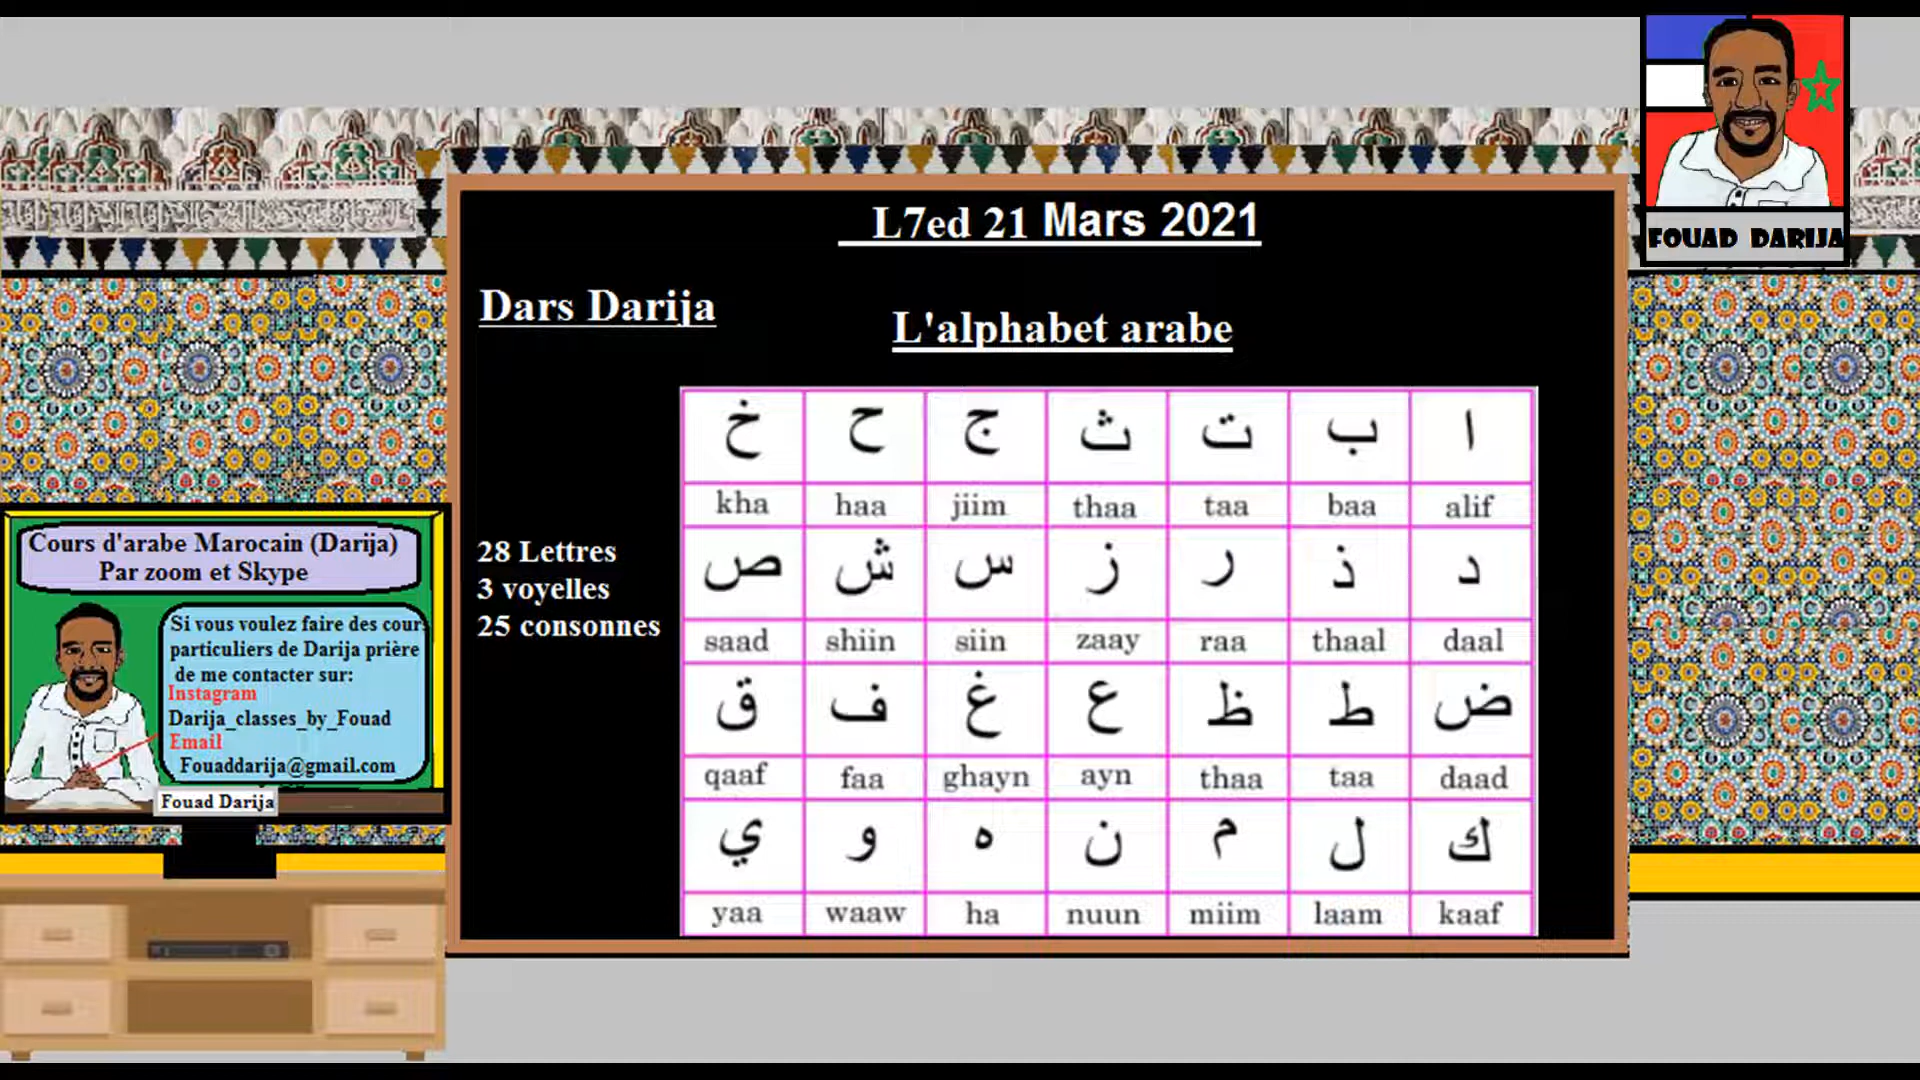 L7ed 21 Mars 2021
FOUAD DARIJA
Dars Darija
L'alphabet arabe
ا ب ت ث ج ح خ
alif baa taa thaa jiim haa kha
د ذ ر ز س ش ص
daal thaal raa zaay siin shiin saad
ض ط ظ ع غ ف ق
daad taa thaa ayn ghayn faa qaaf
ك ل م ن ه و ي
kaaf laam miim nuun ha waaw yaa
28 Lettres
3 voyelles
25 consonnes
Cours d'arabe Marocain (Darija)
Par zoom et Skype
Si vous voulez faire des cours
particuliers de Darija prière
de me contacter sur:
Instagram
Darija_classes_by_Fouad
Email
Fouaddarija@gmail.com
Fouad Darija